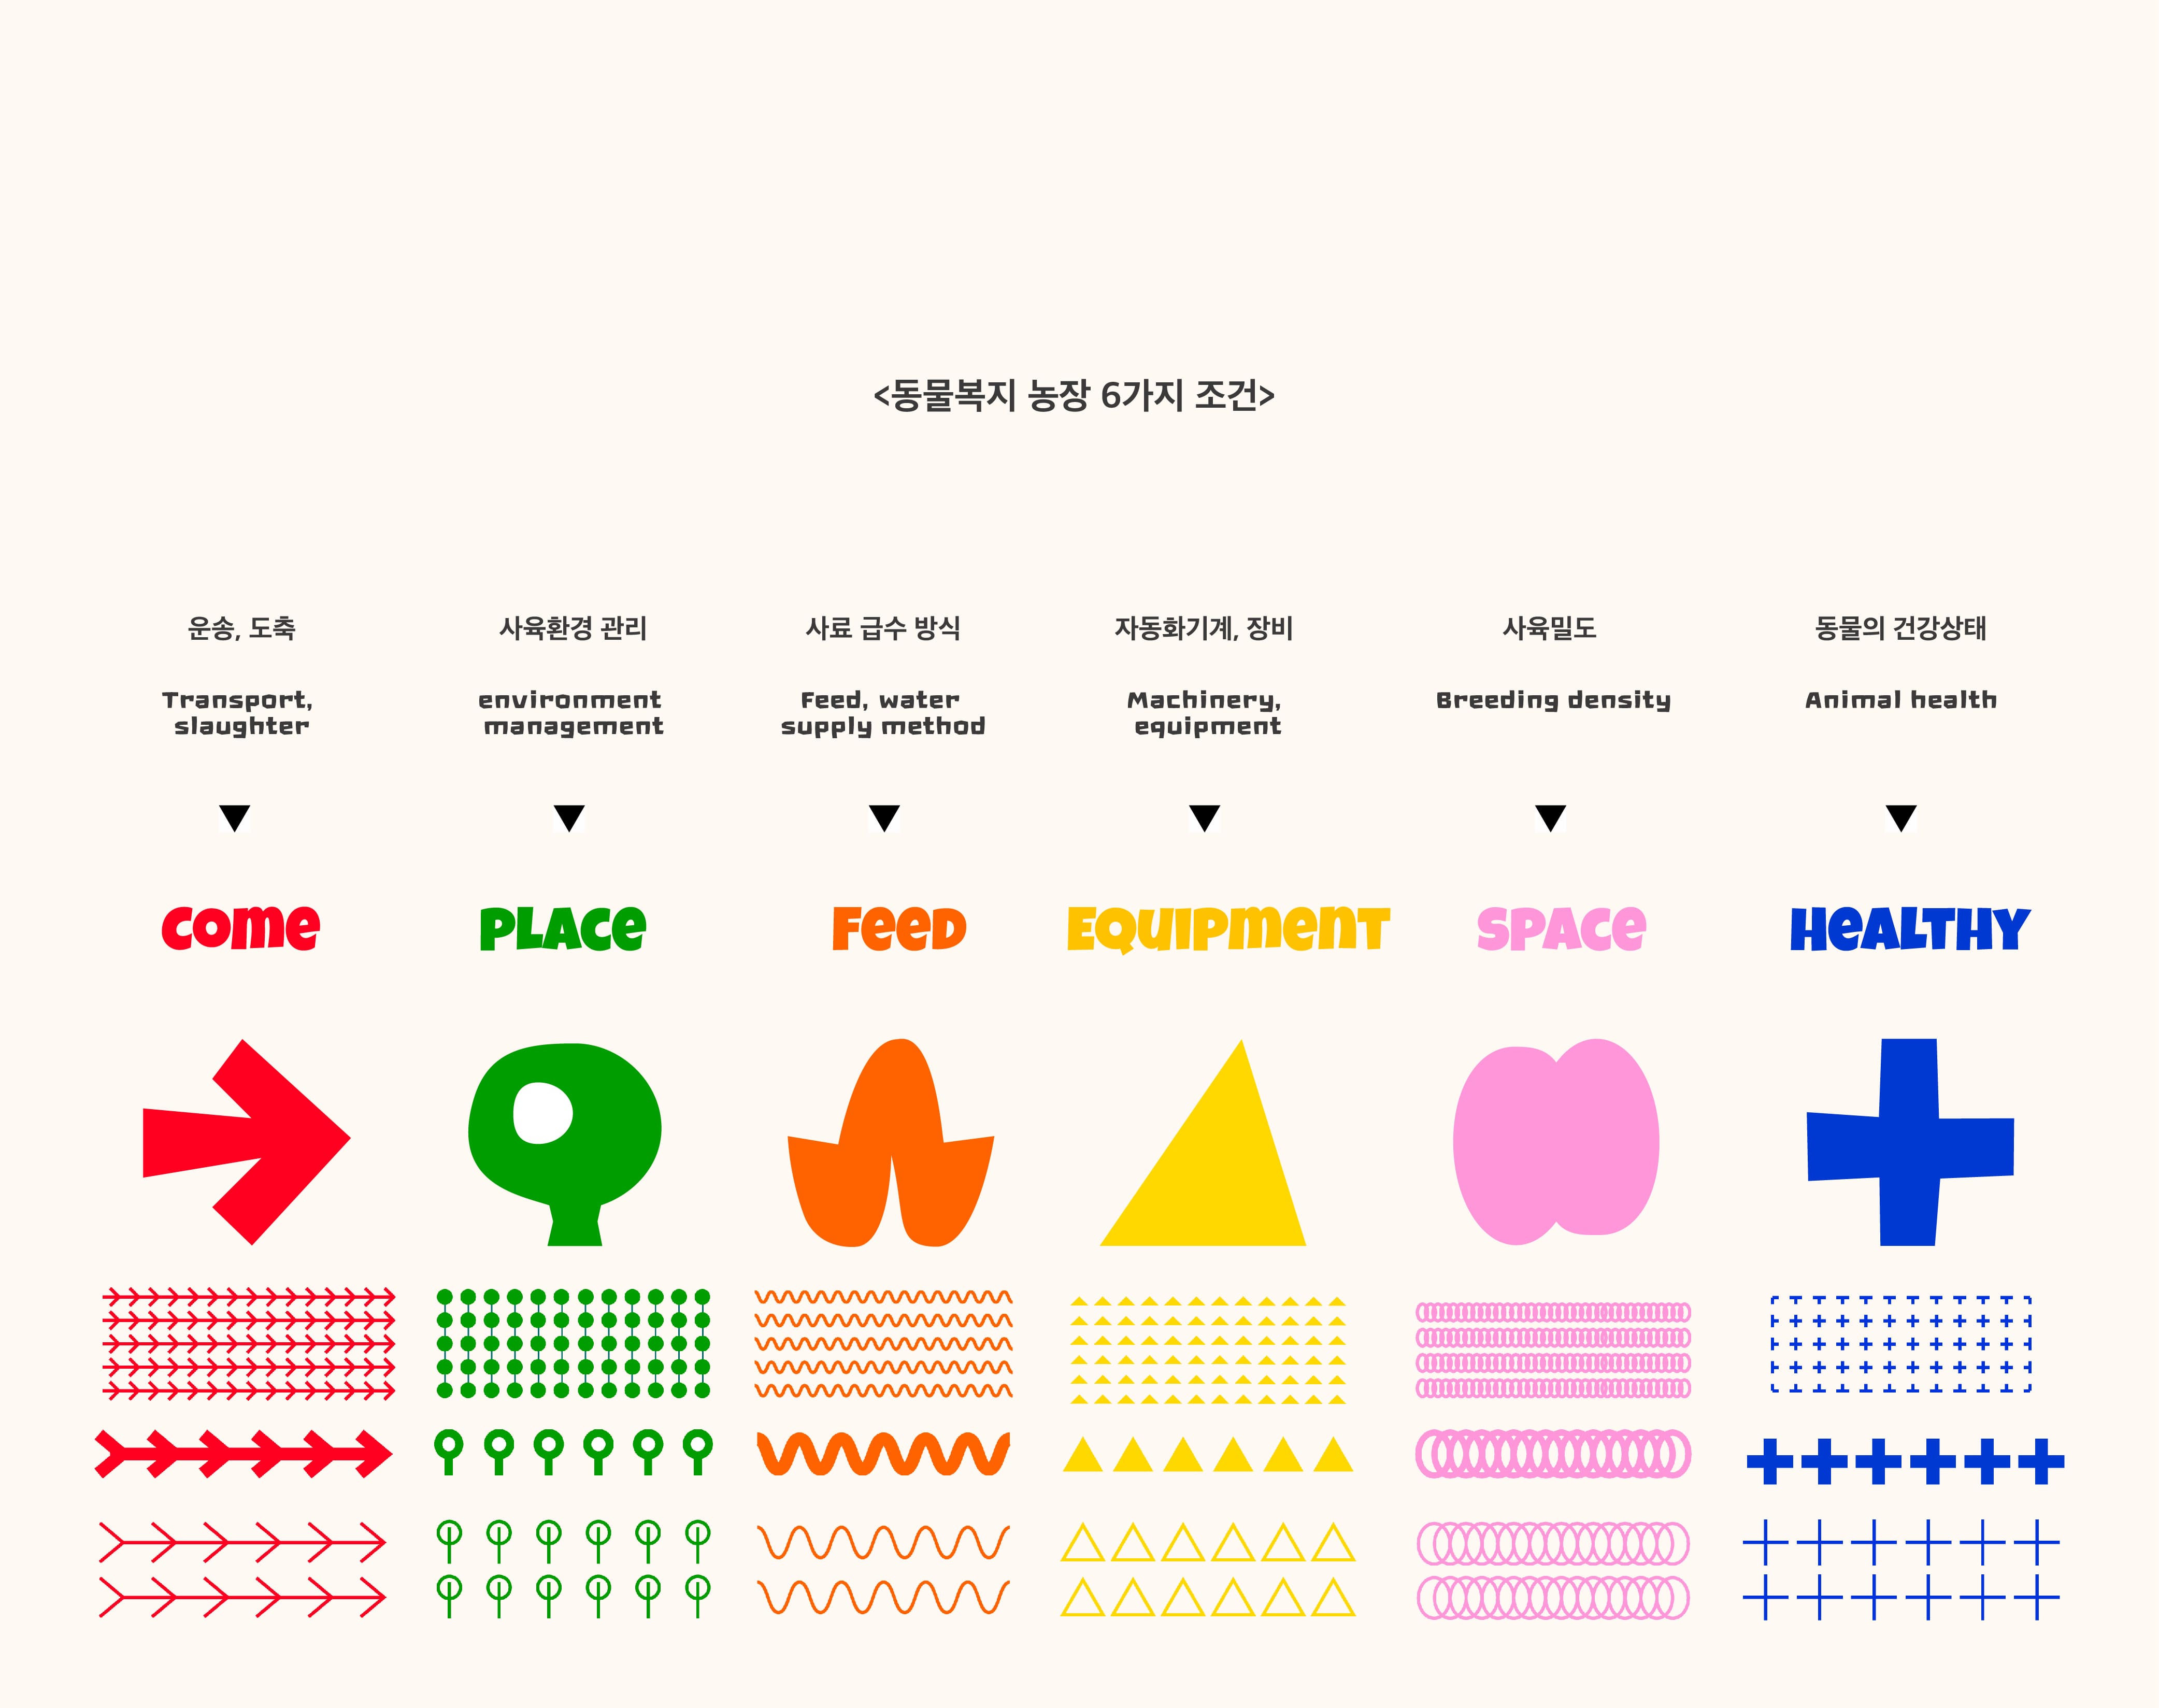 <동물복지 농장 6가지 조건>
운송, 도축
Transport,
slaughter
사육환경 관리
environment
management
사료 급수 방식
Feed, water
supply method
자동화기계, 장비
Machinery,
equipment
사육밀도
Breeding density
동물의 건강상태
Animal health
come
PLAce
FeeD
EQUIPmenT
SPAce
HeALTHY